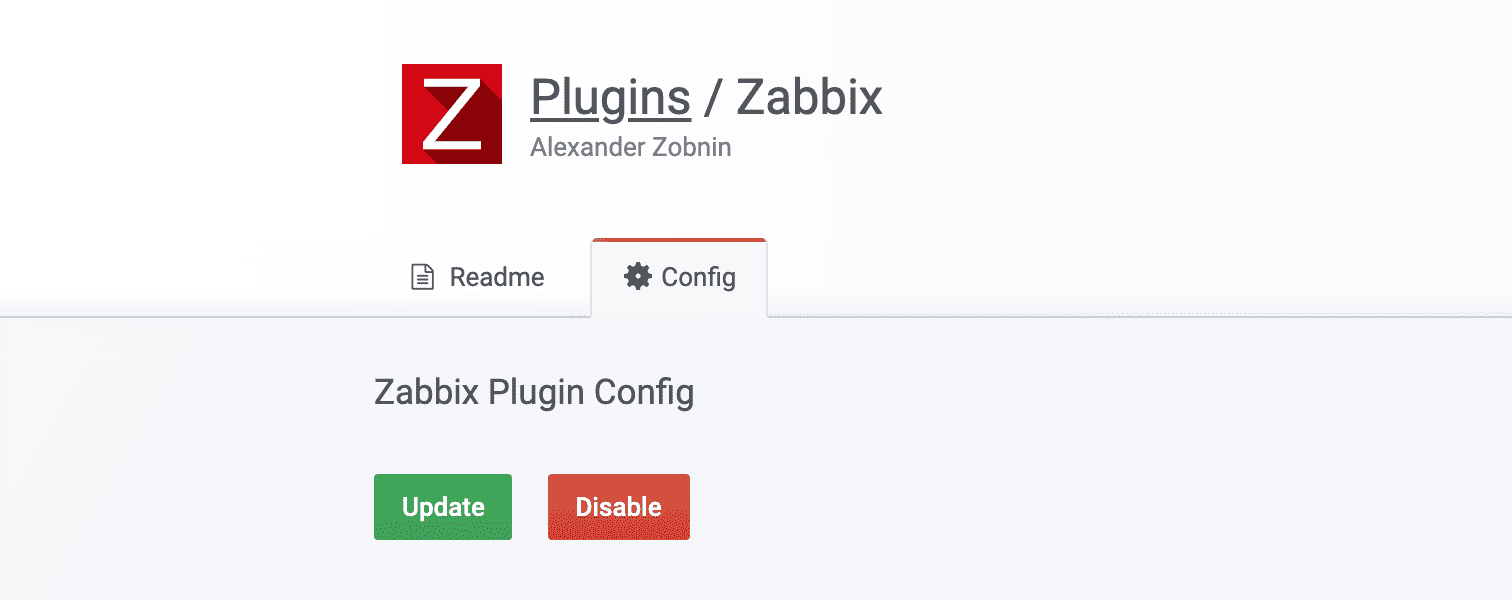 Z
Plugins / Zabbix
Alexander Zobnin
Readme
Config
Zabbix Plugin Config
Update
Disable